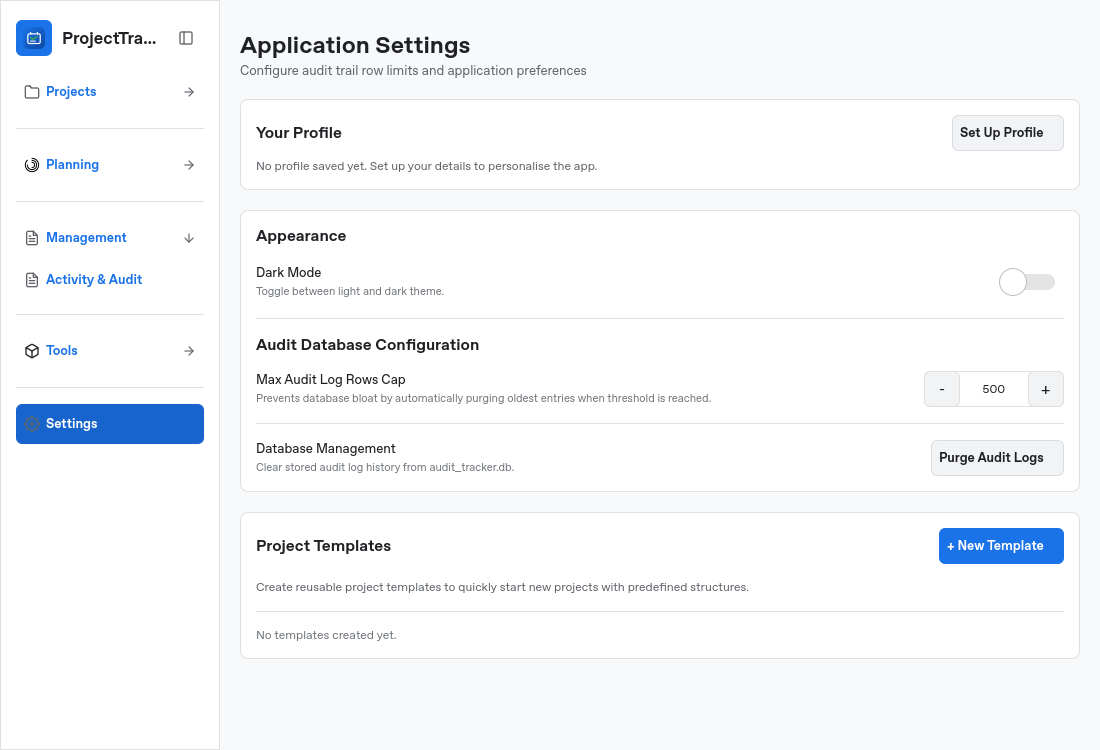 ProjectTra...
Projects
Planning
Management
Activity & Audit
Tools
Settings
Application Settings
Configure audit trail row limits and application preferences
Your Profile
Set Up Profile
No profile saved yet. Set up your details to personalise the app.
Appearance
Dark Mode
Toggle between light and dark theme.
Audit Database Configuration
Max Audit Log Rows Cap
Prevents database bloat by automatically purging oldest entries when threshold is reached.
- 500 +
Database Management
Clear stored audit log history from audit_tracker.db.
Purge Audit Logs
Project Templates
+ New Template
Create reusable project templates to quickly start new projects with predefined structures.
No templates created yet.